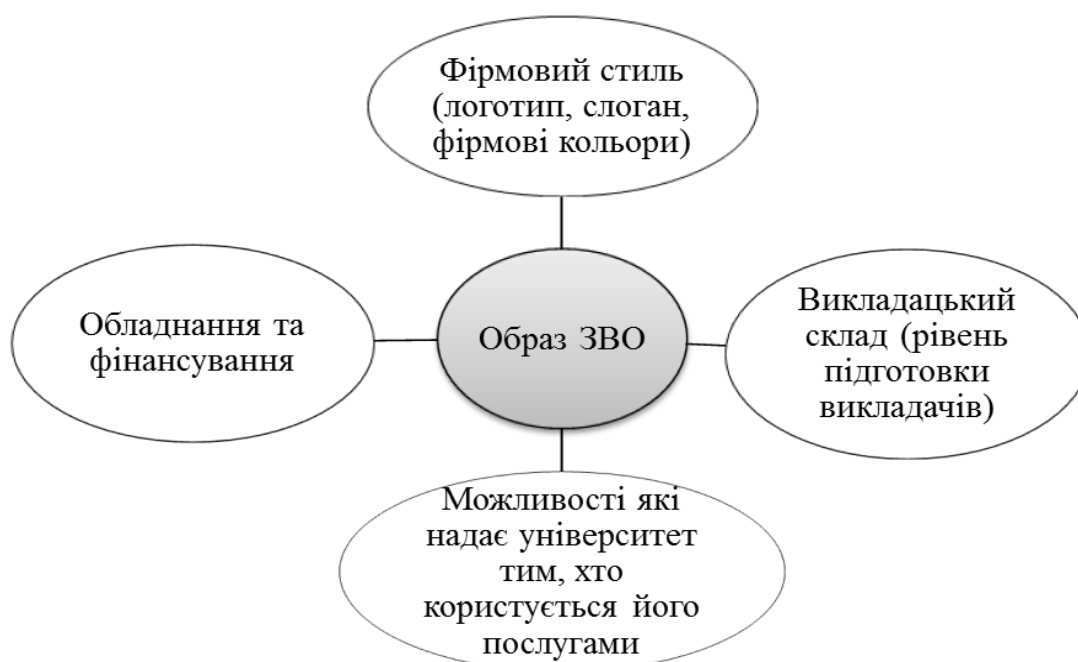 Фірмовий стиль
(логотип, слоган,
фірмові кольори)
Обладнання та
фінансування
Образ ЗВО
Викладацький
склад (рівень
підготовки
викладачів)
Можливості які
надає університет
тим, хто
користується його
послугами